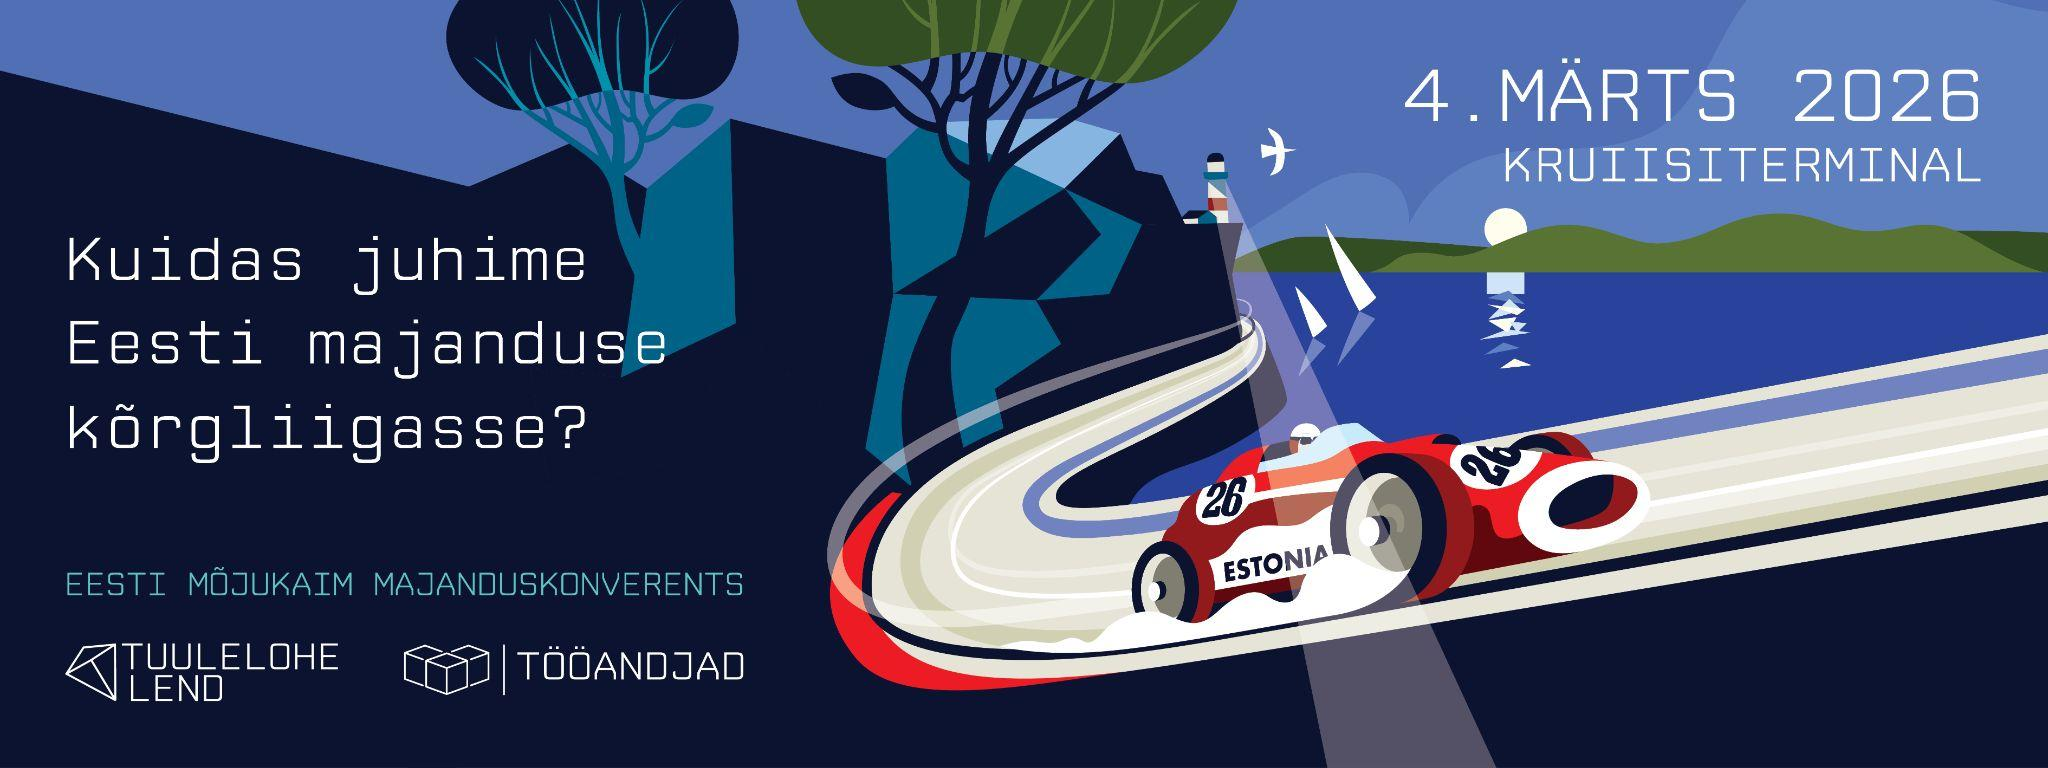 4.MÄRTS 2026
KRUIISITERMINAL
Kuidas juhime
Eesti majanduse
kõrgliigasse?
26
26
ESTONIA
EESTI MÕJUKAIM MAJANDUSKONVERENTS
TUULELOHE
LEND
TÖÖANDJAD